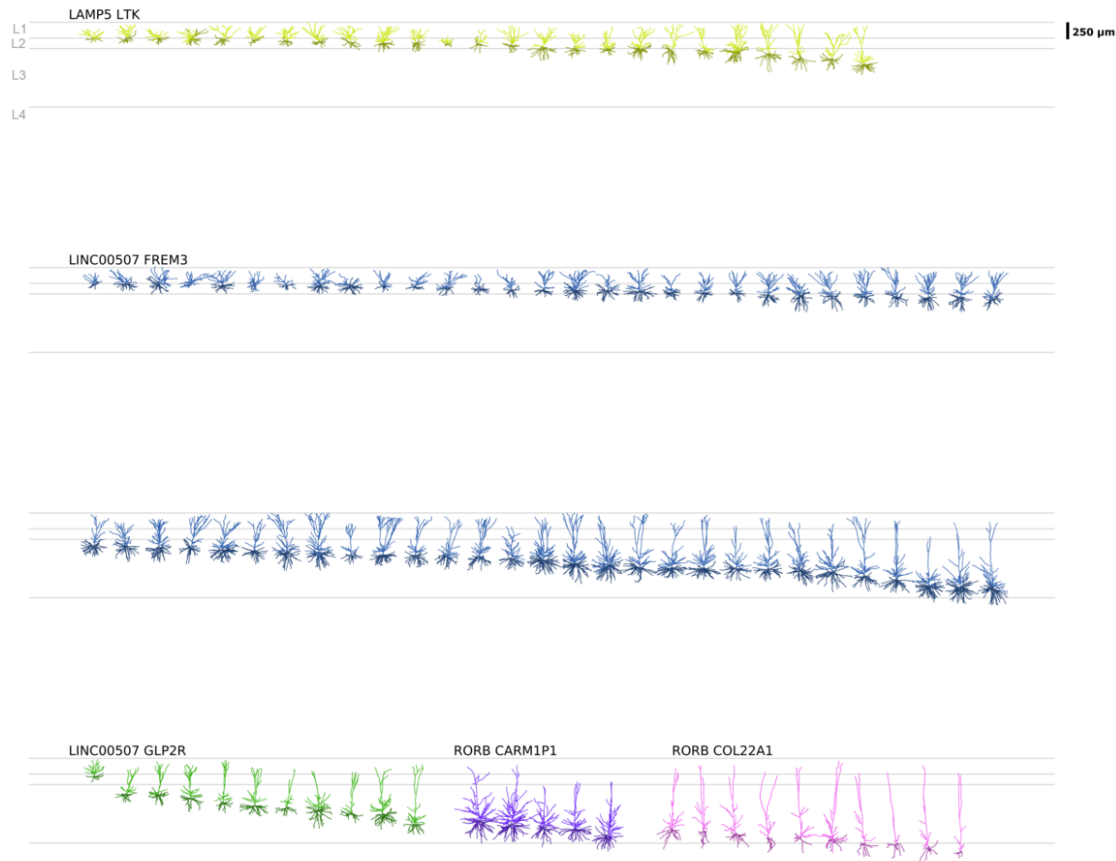 LAMP5 LTK
L1
250 μm
L2
L3
L4
LINC00507 FREM3
LINC00507 GLP2R
RORB CARM1P1
RORB COL22A1